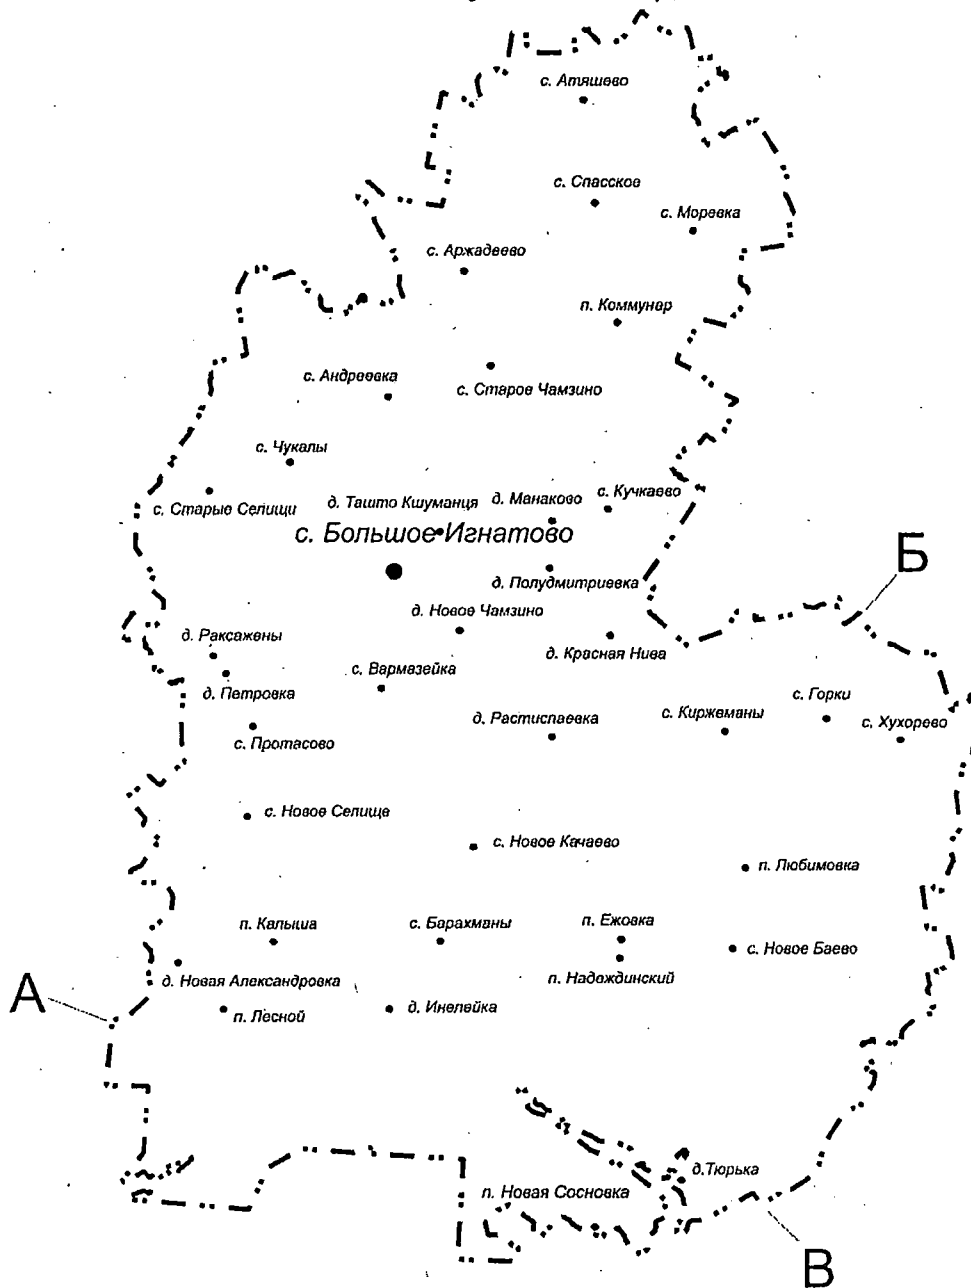 с. Атяшево
с. Спасское
с. Моревка
с. Аржадеево
п. Коммунар
с. Андреевка
с. Старое Чамзино
с. Чукалы
с. Кучкаево
д. Манаково
д. Ташто Кшуманця
с. Старые Селищи
с. Большое Игнатово
Б
д. Полудмитриевка
д. Новое Чамзино
д. Раксажены
д. Красная Нива
с. Вармазейка
д. Петровка
с. Горки
с. Киржеманы
д. Растислаевка
с. Хухорево
с. Протасово
с. Новое Селище
с. Новое Качаево
п. Любимовка
п. Калыша
с. Барахманы
п. Ежовка
с. Новое Баево
д. Новая Александровка
п. Надеждинский
А
п. Лесной
д. Инелейка
д.Тюрька
п. Новая Сосновка
В